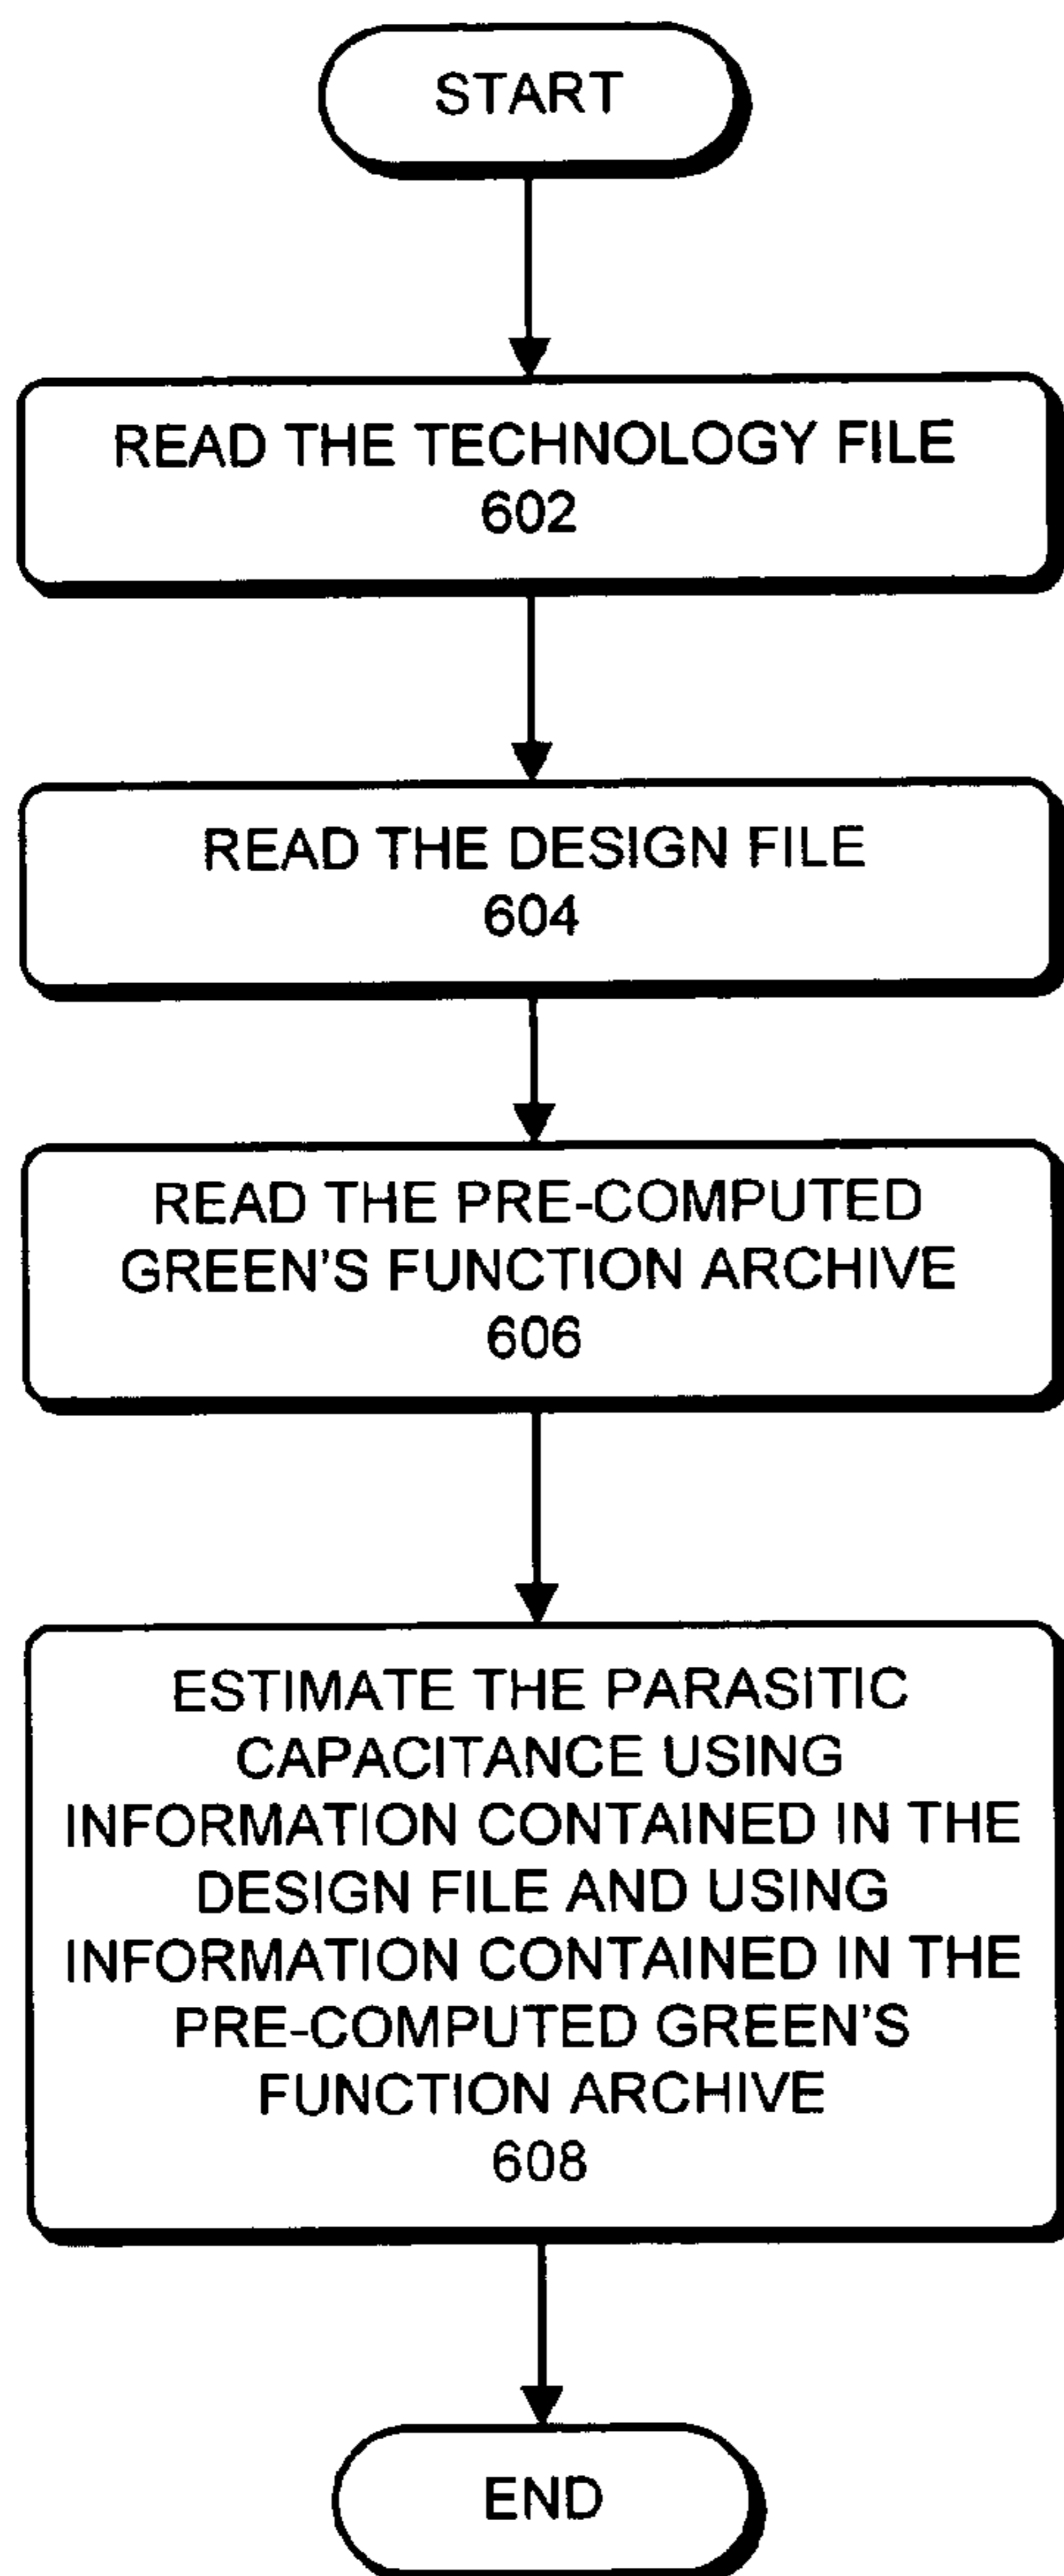 START
READ THE TECHNOLOGY FILE
602
READ THE DESIGN FILE
604
READ THE PRE-COMPUTED
GREEN'S FUNCTION ARCHIVE
606
ESTIMATE THE PARASITIC
CAPACITANCE USING
INFORMATION CONTAINED IN THE
DESIGN FILE AND USING
INFORMATION CONTAINED IN THE
PRE-COMPUTED GREEN'S
FUNCTION ARCHIVE
608
END